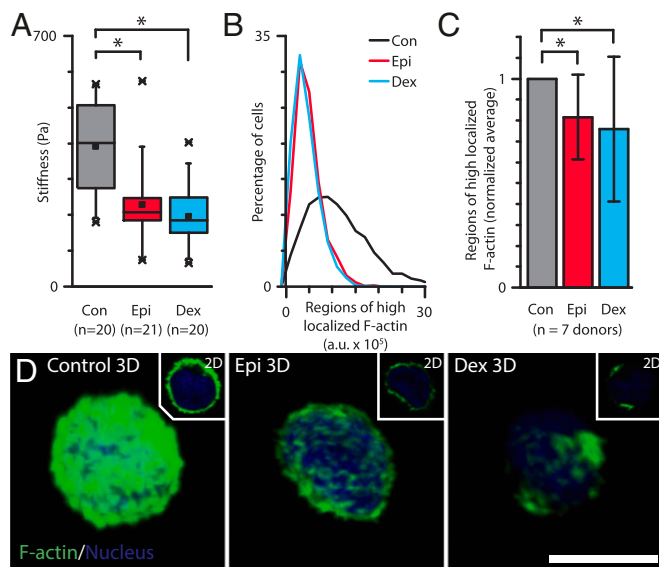 A
700
Stiffness (Pa)
0
*
*
Con
Epi
Dex
(n=20)
(n=21)
(n=20)
B
35
Percentage of cells
0
Con
Epi
Dex
0
30
Regions of high
localized F-actin
(a.u. x 10⁵)
C
Regions of high localized
F-actin (normalized average)
1
0
*
*
Con
Epi
Dex
(n = 7 donors)
D
Control 3D
2D
Epi 3D
2D
Dex 3D
2D
F-actin/Nucleus